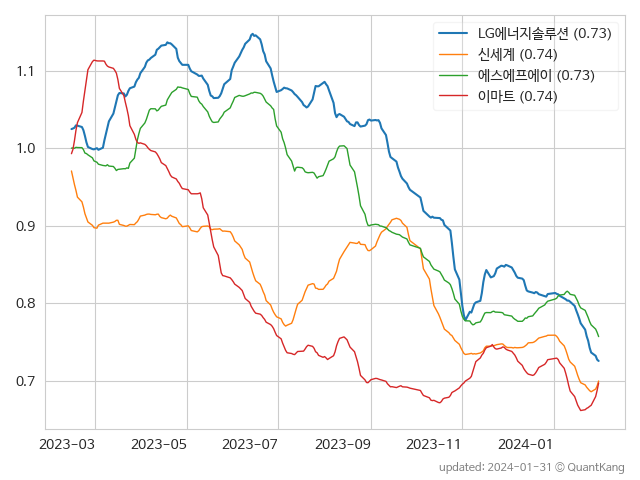 LG에너지솔루션 (0.73)
신세계 (0.74)
에스에프에이 (0.73)
이마트 (0.74)
1.1
1.0
0.9
0.8
0.7
2023-03 2023-05 2023-07 2023-09 2023-11 2024-01
updated: 2024-01-31 © QuantKang